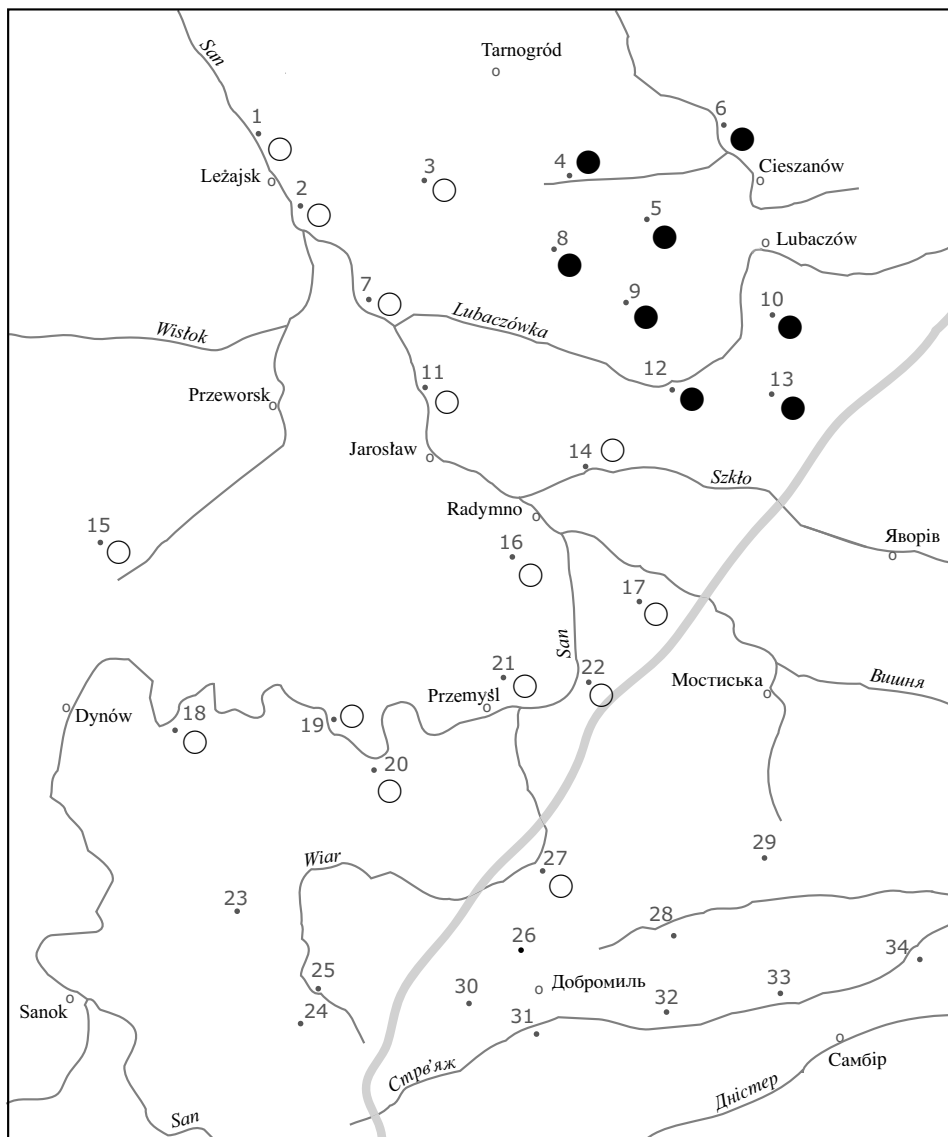 San
Tarnogród
1
6
Leżajsk
2
3
4
Cieszanów
5
8
Lubaczów
7
9
10
Lubaczówka
Wisłok
11
12
13
Przeworsk
Jarosław
14
Szkło
Radymno
15
16
Яворів
17
San
21
22
Przemyśl
Мостиська
Вишня
Dynów
18
19
20
Wiar
27
29
23
28
26
25
34
30
Добромиль
33
Sanok
24
31
32
Стрв'яж
Самбір
San
Дністер